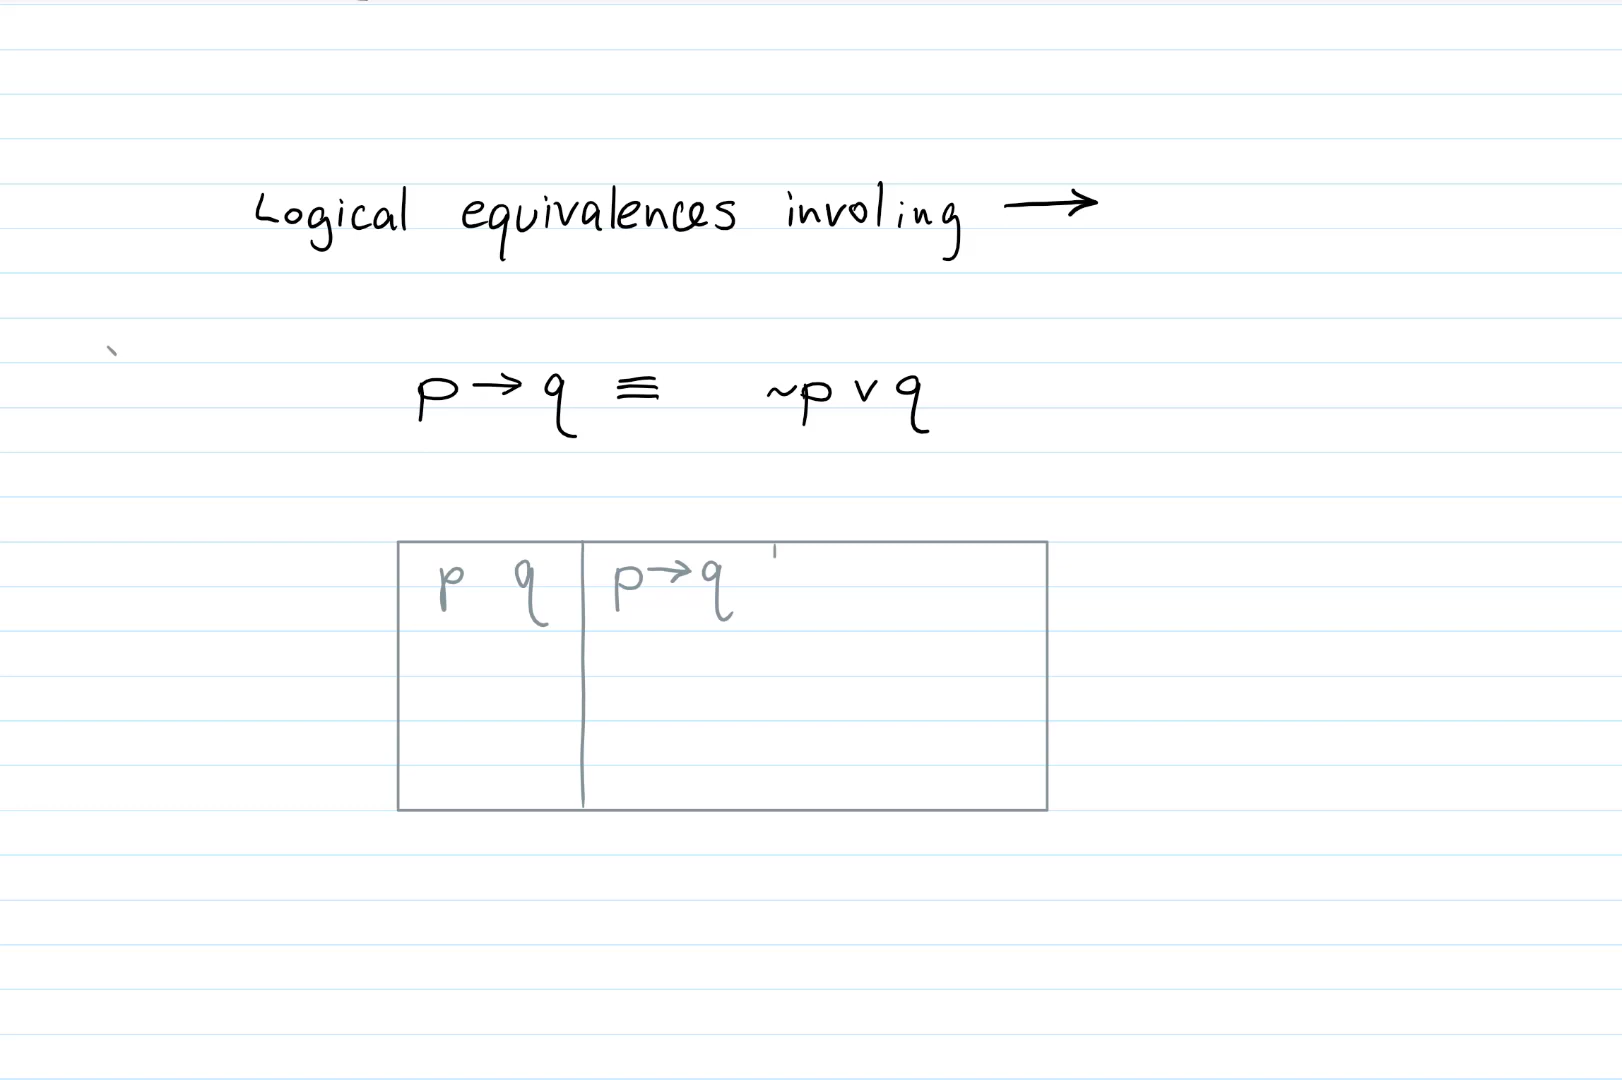 Logical equivalences involing →
p → q ≡ ~p ∨ q
p q p → q